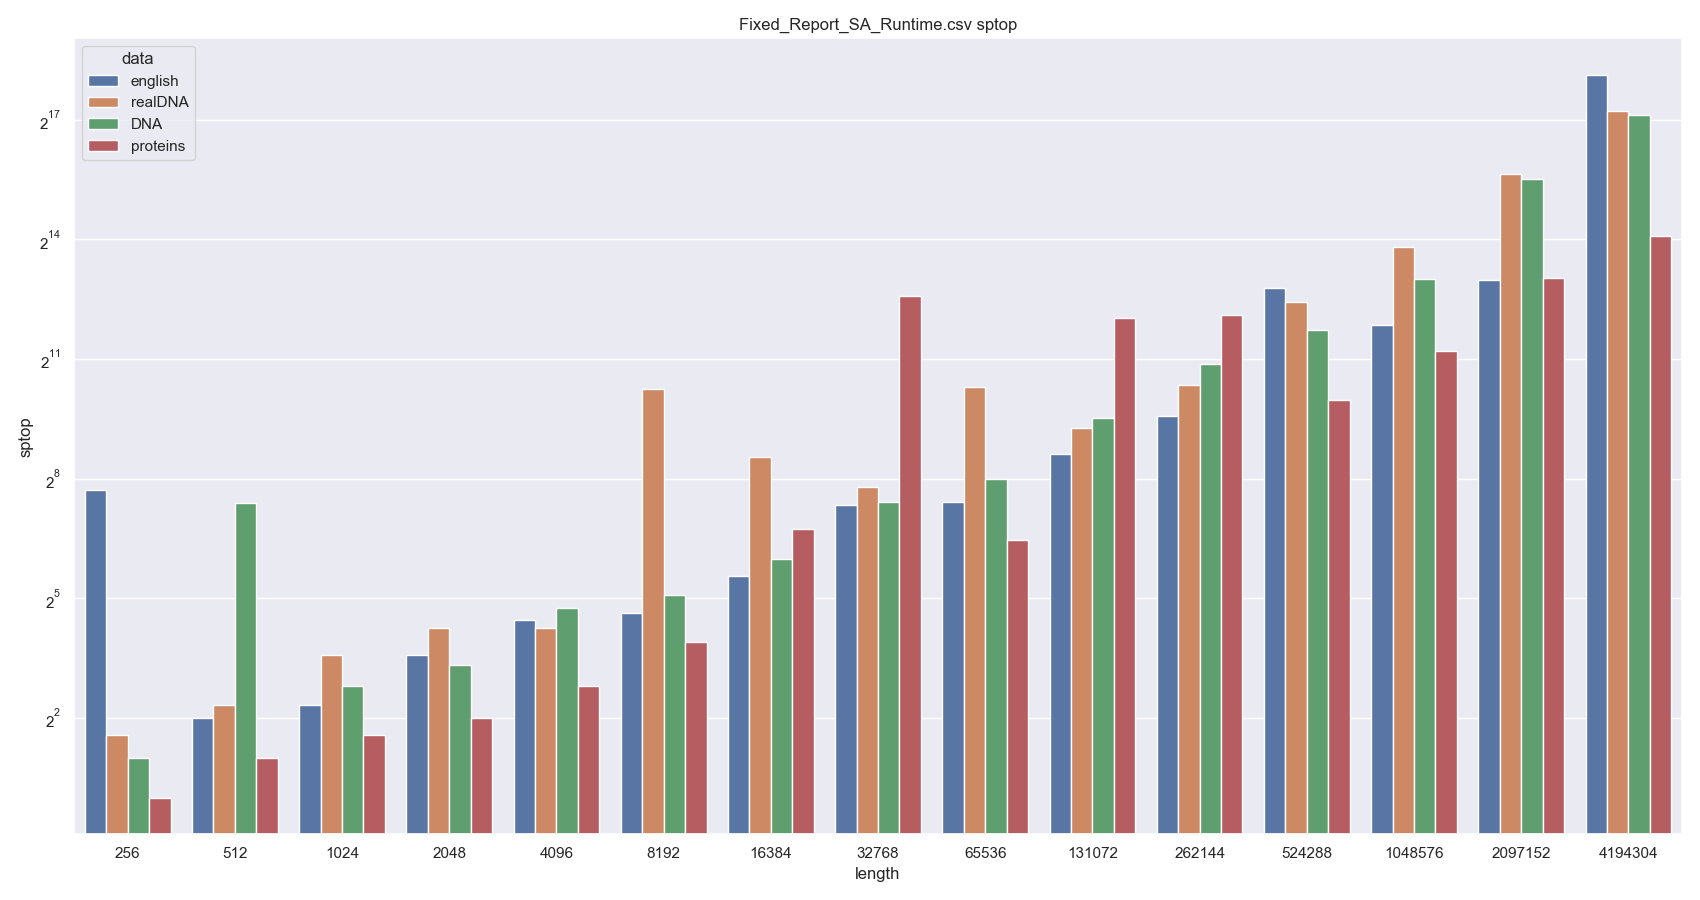 Fixed_Report_SA_Runtime.csv sptop
data
english
realDNA
DNA
proteins
2^17
2^14
2^11
2^8
2^5
2^2
sptop
256 512 1024 2048 4096 8192 16384 32768 65536 131072 262144 524288 1048576 2097152 4194304
length